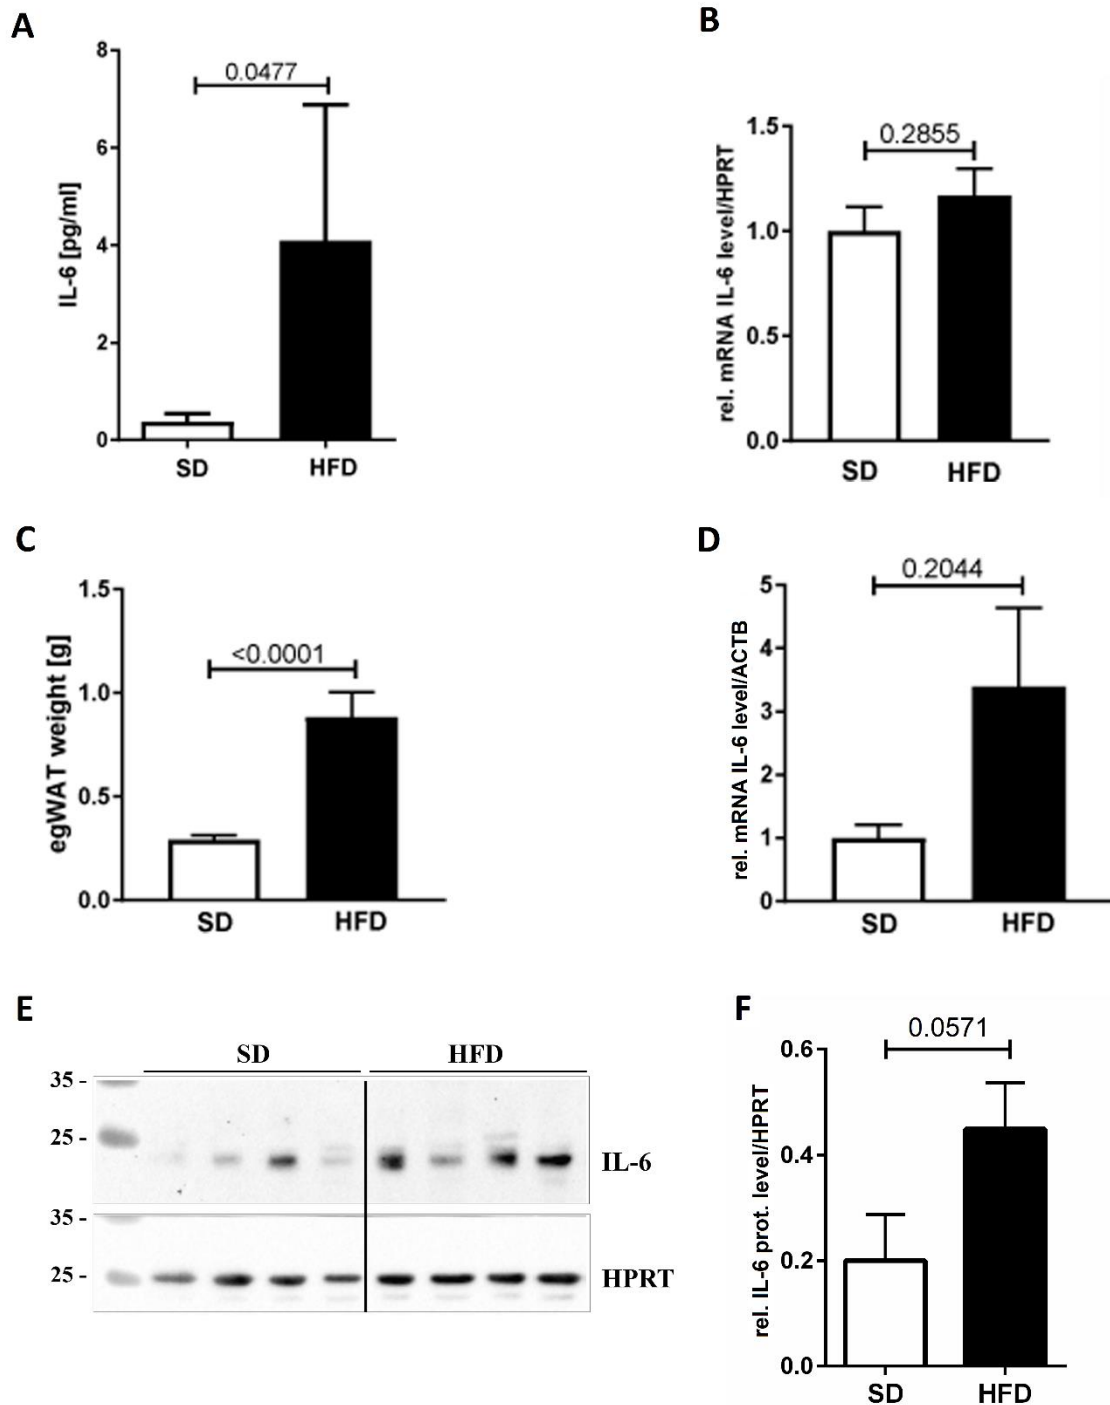 A
IL-6 [pg/ml]
8
6
4
2
0
0.0477
SD
HFD
B
rel. mRNA IL-6 level/HPRT
1.5
1.0
0.5
0.0
0.2855
SD
HFD
C
egWAT weight [g]
1.5
1.0
0.5
0.0
<0.0001
SD
HFD
D
rel. mRNA IL-6 level/ACTB
5
4
3
2
1
0
0.2044
SD
HFD
E
SD
HFD
35 -
25 -
IL-6
35 -
25 -
HPRT
F
rel. IL-6 prot. level/HPRT
0.6
0.4
0.2
0.0
0.0571
SD
HFD